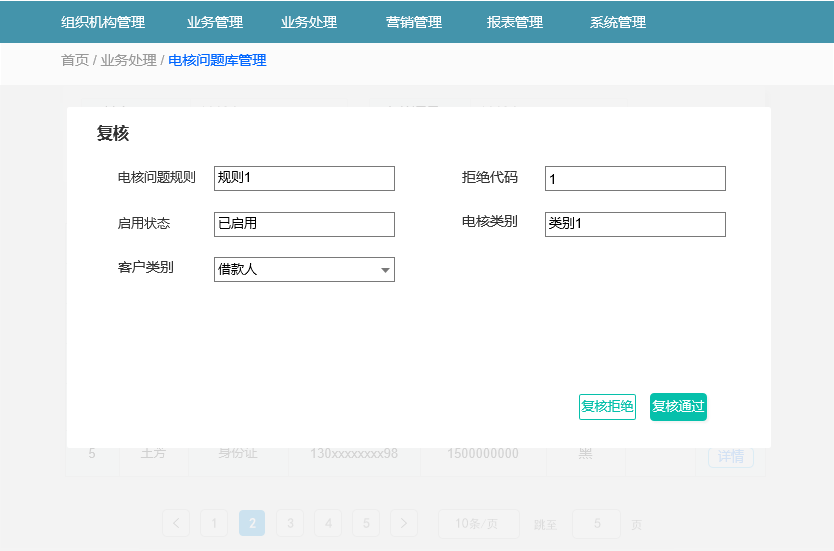 组织机构管理 业务管理 业务处理 营销管理 报表管理 系统管理
首页 / 业务处理 / 电核问题库管理
复核
电核问题规则 规则1 拒绝代码 1
启用状态 已启用 电核类别 类别1
客户类别 借款人
复核拒绝 复核通过
5 王芳 身份证 130xxxxxxxx98 1500000000 黑 详情
< 1 2 3 4 5 > 10条/页 跳至 5 页